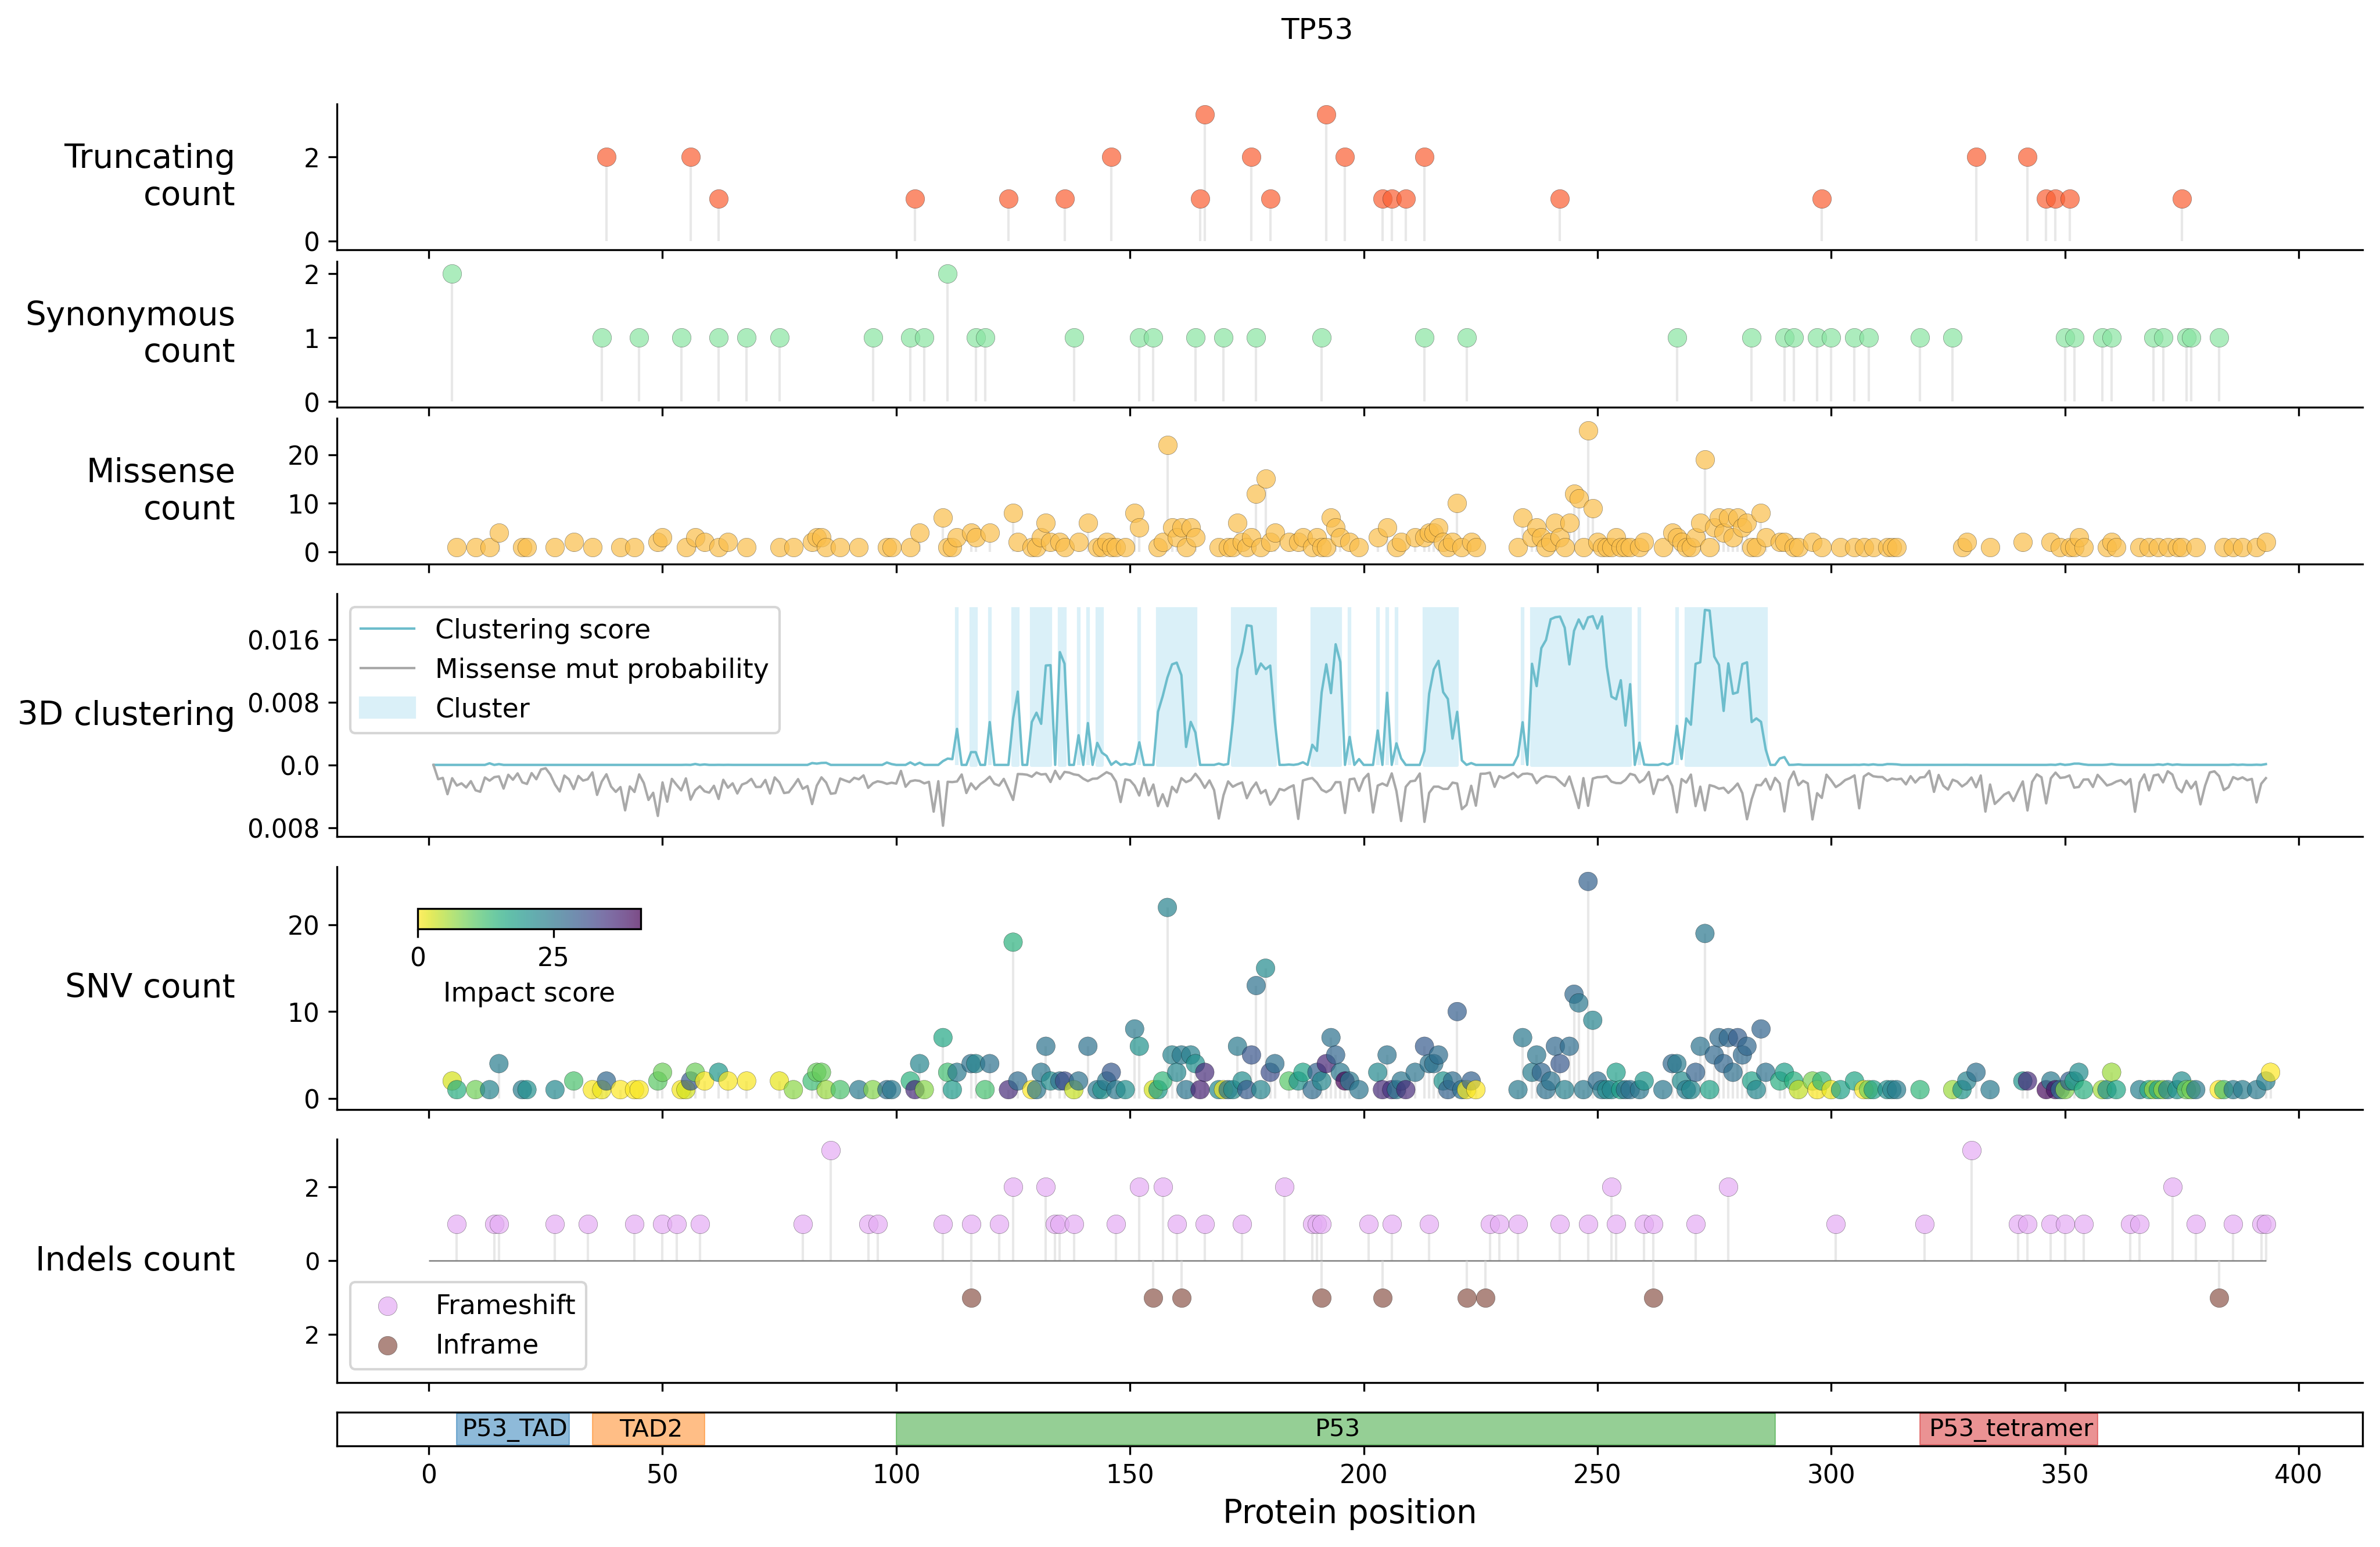 TP53
Truncating
count
2
0
Synonymous
count
2
1
0
Missense
count
20
10
0
3D clustering
0.016
0.008
0.0
0.008
Clustering score
Missense mut probability
Cluster
SNV count
20
10
0
0 25
Impact score
Indels count
2
0
2
Frameshift
Inframe
P53_TAD TAD2 P53 P53_tetramer
0 50 100 150 200 250 300 350 400
Protein position